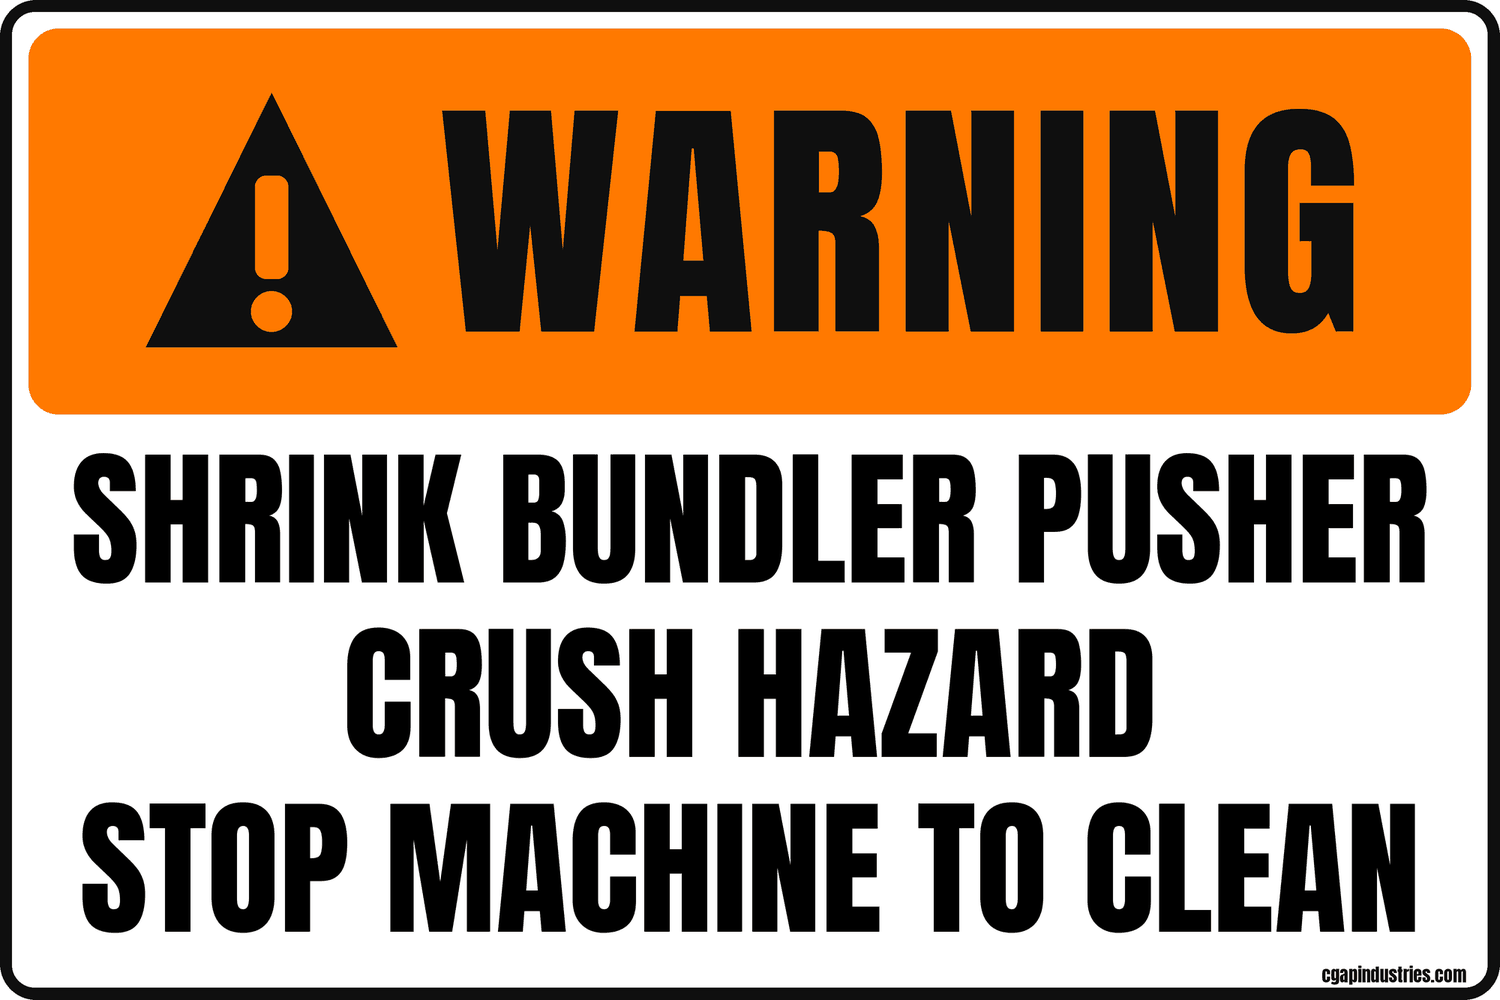 WARNING
SHRINK BUNDLER PUSHER
CRUSH HAZARD
STOP MACHINE TO CLEAN
cgapindustries.com